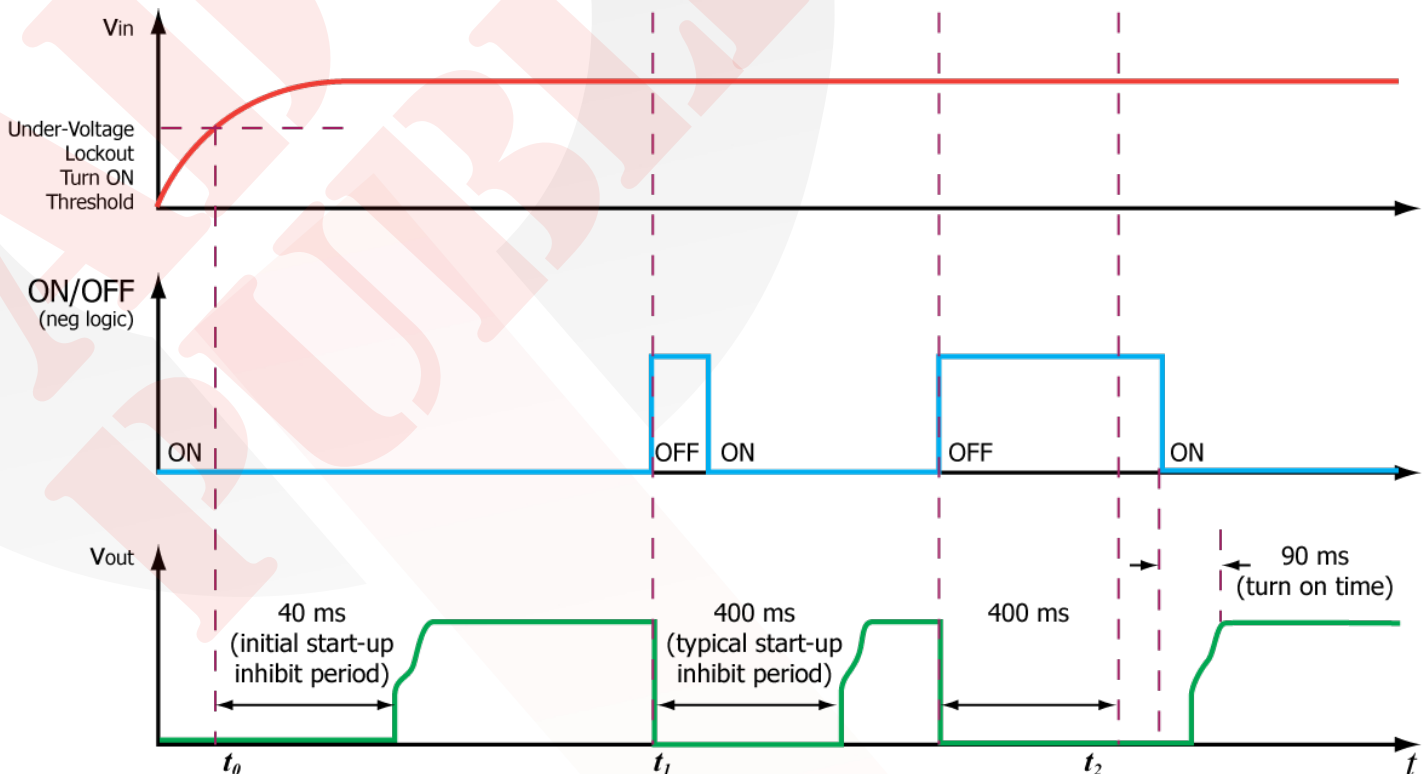 Vin
Under-Voltage
Lockout
Turn ON
Threshold
ON/OFF
(neg logic)
ON
OFF
ON
OFF
ON
Vout
40 ms
(initial start-up
inhibit period)
400 ms
(typical start-up
inhibit period)
400 ms
90 ms
(turn on time)
t0
t1
t2
t
PUBL